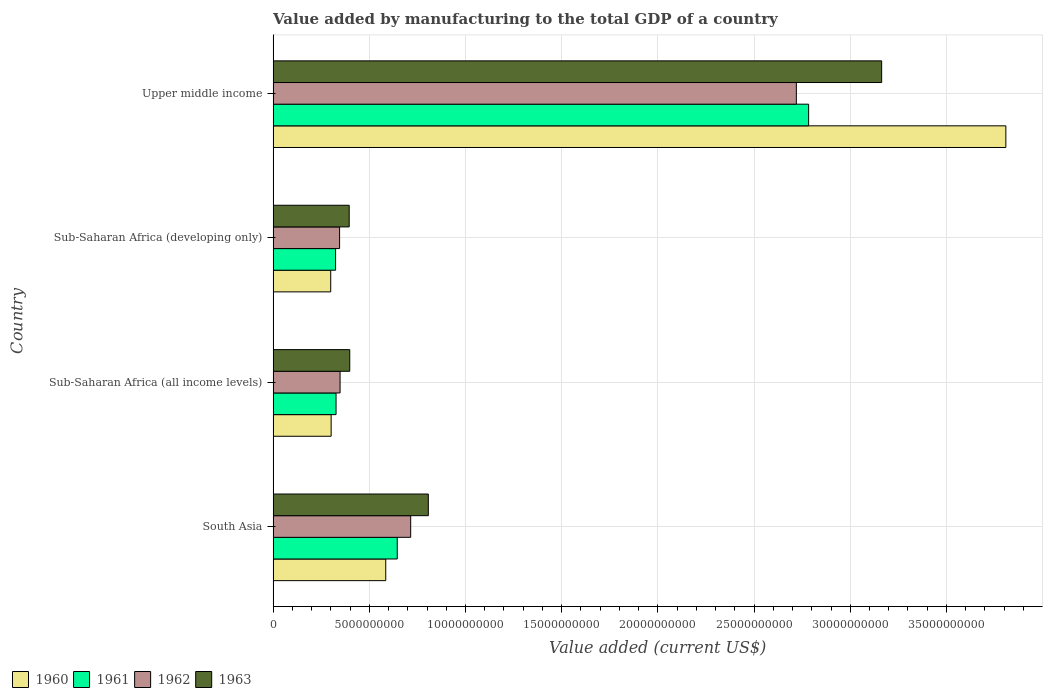 Value added by manufacturing to the total GDP of a country
Upper middle income
Sub-Saharan Africa (developing only)
Sub-Saharan Africa (all income levels)
South Asia
Country
0
5000000000
10000000000
15000000000
20000000000
25000000000
30000000000
35000000000
Value added (current US$)
1960
1961
1962
1963